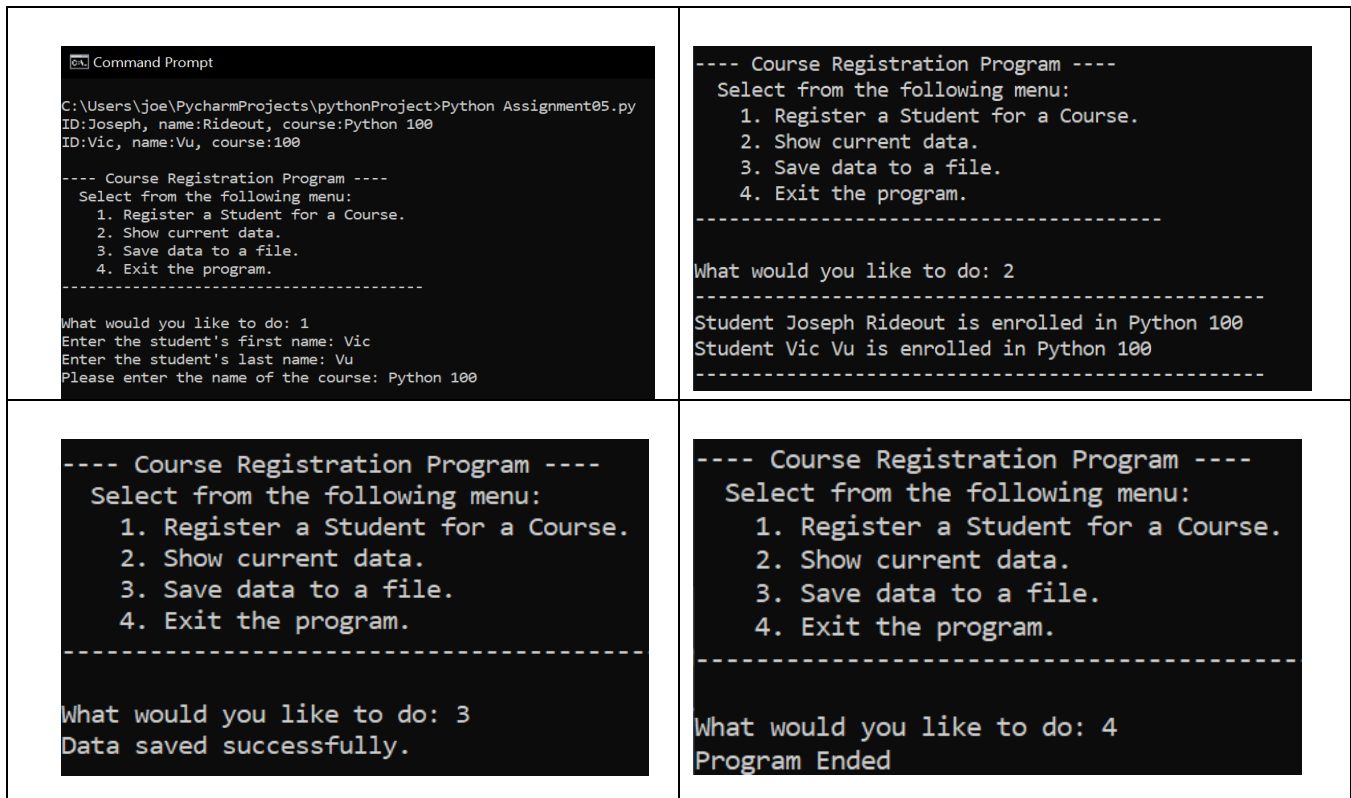 Command Prompt
C:\Users\joe\PycharmProjects\pythonProject>Python Assignment05.py
ID:Joseph, name:Rideout, course:Python 100
ID:Vic, name:Vu, course:100
---- Course Registration Program ----
Select from the following menu:
1. Register a Student for a Course.
2. Show current data.
3. Save data to a file.
4. Exit the program.
-----------------------------------------
What would you like to do: 1
Enter the student's first name: Vic
Enter the student's last name: Vu
Please enter the name of the course: Python 100
---- Course Registration Program ----
Select from the following menu:
1. Register a Student for a Course.
2. Show current data.
3. Save data to a file.
4. Exit the program.
-----------------------------------------
What would you like to do: 2
--------------------------------------------------
Student Joseph Rideout is enrolled in Python 100
Student Vic Vu is enrolled in Python 100
--------------------------------------------------
---- Course Registration Program ----
Select from the following menu:
1. Register a Student for a Course.
2. Show current data.
3. Save data to a file.
4. Exit the program.
-----------------------------------------
What would you like to do: 3
Data saved successfully.
---- Course Registration Program ----
Select from the following menu:
1. Register a Student for a Course.
2. Show current data.
3. Save data to a file.
4. Exit the program.
-----------------------------------------
What would you like to do: 4
Program Ended